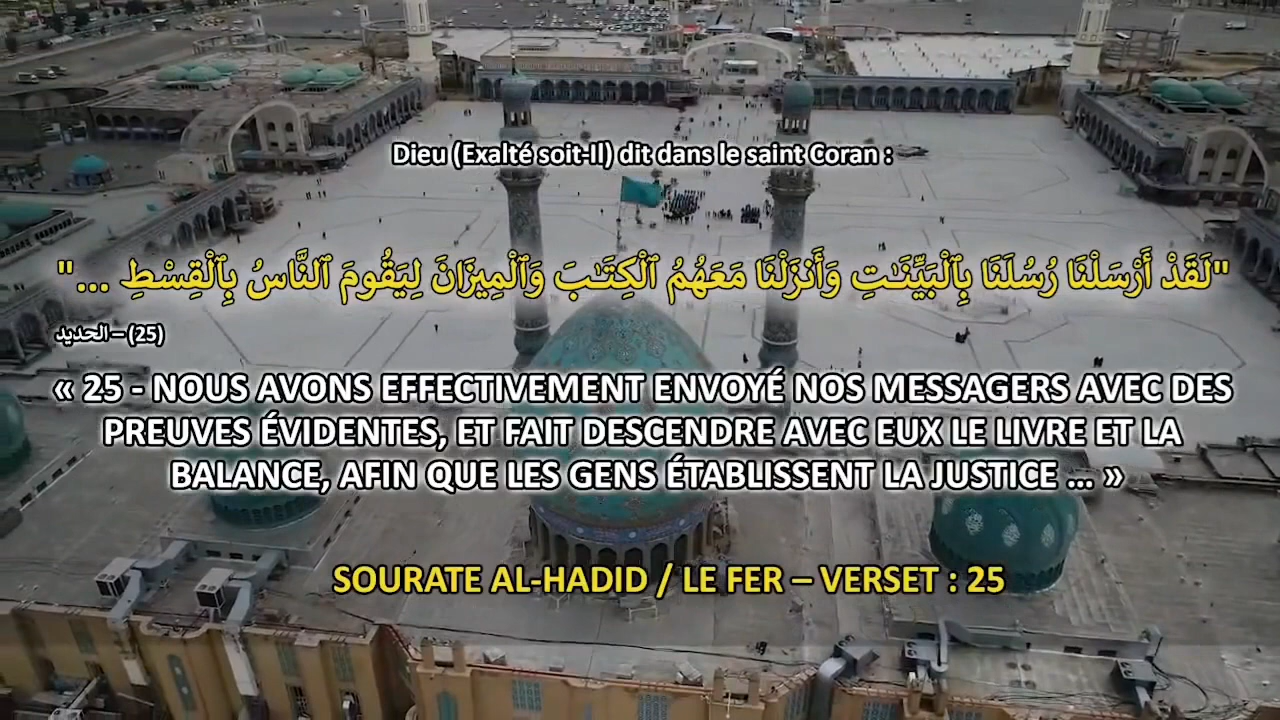 Dieu (Exalté soit-Il) dit dans le saint Coran :
"لَقَدْ أَرْسَلْنَا رُسُلَنَا بِٱلْبَيِّنَـٰتِ وَأَنزَلْنَا مَعَهُمُ ٱلْكِتَـٰبَ وَٱلْمِيزَانَ لِيَقُومَ ٱلنَّاسُ بِٱلْقِسْطِ ..."
(25) – الحديد
« 25 - NOUS AVONS EFFECTIVEMENT ENVOYÉ NOS MESSAGERS AVEC DES
PREUVES ÉVIDENTES, ET FAIT DESCENDRE AVEC EUX LE LIVRE ET LA
BALANCE, AFIN QUE LES GENS ÉTABLISSENT LA JUSTICE ... »
SOURATE AL-HADID / LE FER – VERSET : 25